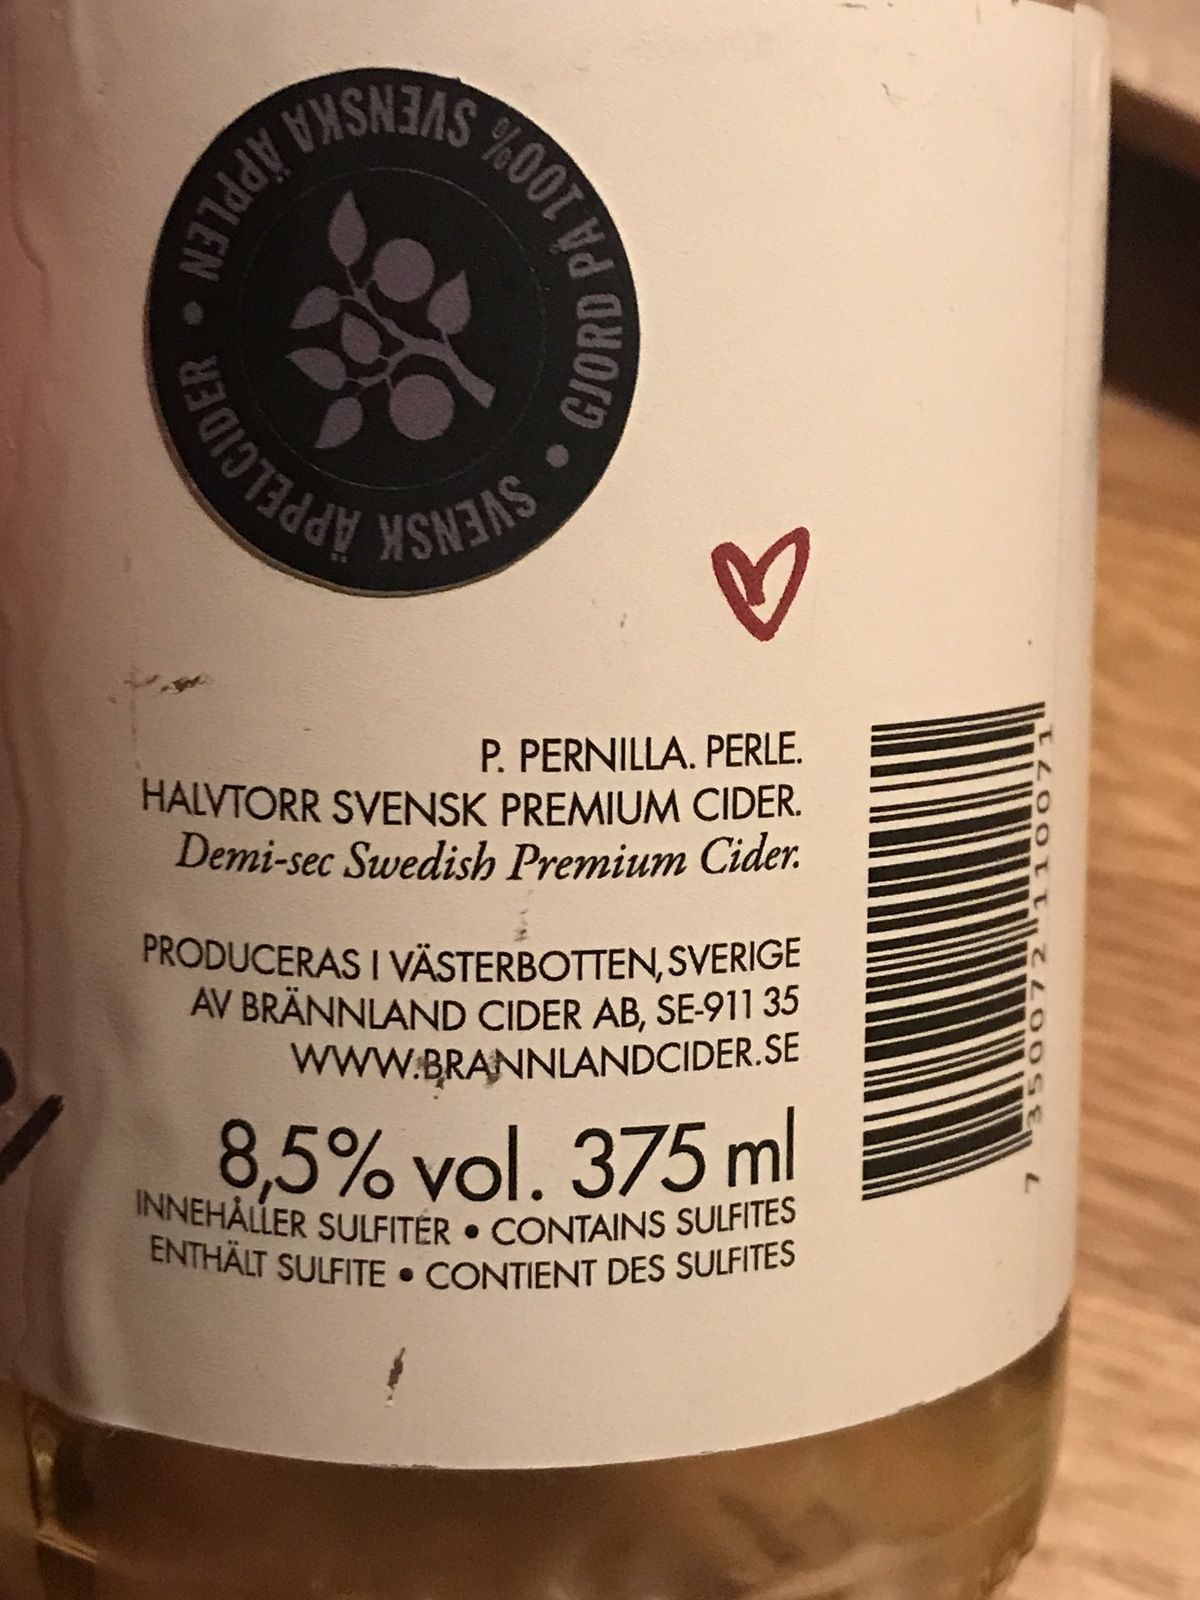 SVENSK ÄPPELCIDER • GJORD PÅ 100% SVENSKA ÄPPLEN •
P. PERNILLA. PERLE.
HALVTORR SVENSK PREMIUM CIDER.
Demi-sec Swedish Premium Cider.
PRODUCERAS I VÄSTERBOTTEN, SVERIGE
AV BRÄNNLAND CIDER AB, SE-911 35
WWW.BRANNLANDCIDER.SE
8,5% vol. 375 ml
INNEHÅLLER SULFITER • CONTAINS SULFITES
ENTHÄLT SULFITE • CONTIENT DES SULFITES
7 350072 110071